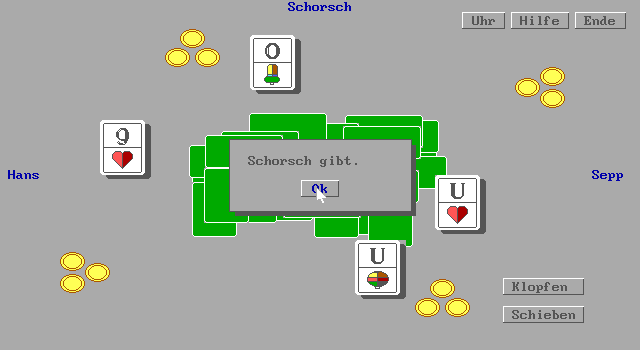 Schorsch
Uhr Hilfe Ende
O
9
Schorsch gibt.
Hans
Sepp
Ok
U
U
Klopfen
Schieben